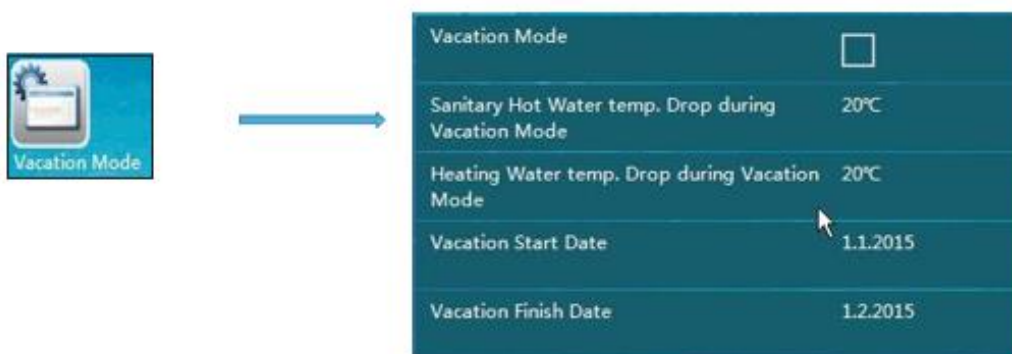 Vacation Mode
Vacation Mode
Sanitary Hot Water temp. Drop during
Vacation Mode
20℃
Heating Water temp. Drop during Vacation
Mode
20℃
Vacation Start Date
1.1.2015
Vacation Finish Date
1.2.2015